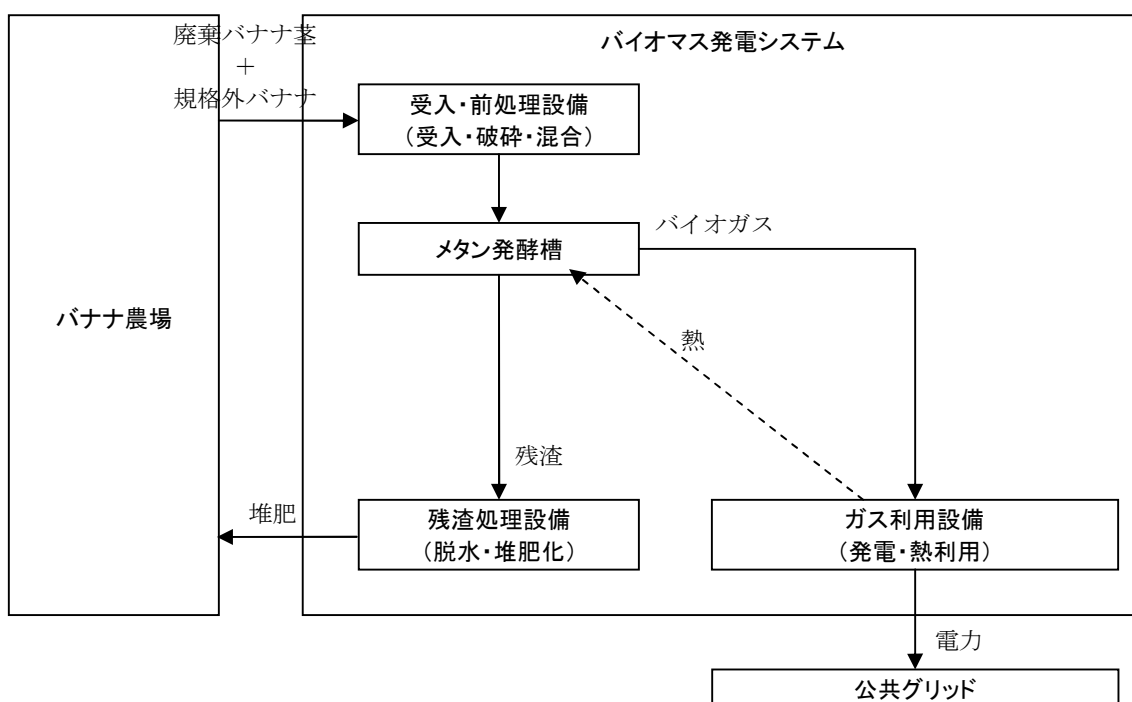 廃棄バナナ茎
＋
規格外バナナ
バイオマス発電システム
受入・前処理設備
（受入・破砕・混合）
メタン発酵槽
バイオガス
バナナ農場
熱
残渣
堆肥
残渣処理設備
（脱水・堆肥化）
ガス利用設備
（発電・熱利用）
電力
公共グリッド